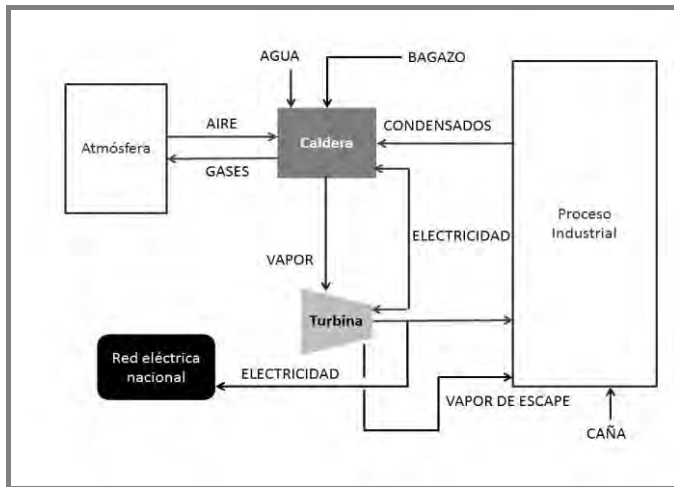 AGUA
BAGAZO
AIRE
CONDENSADOS
Atmósfera
Caldera
GASES
Proceso
Industrial
ELECTRICIDAD
VAPOR
Turbina
Red eléctrica
nacional
ELECTRICIDAD
VAPOR DE ESCAPE
CAÑA